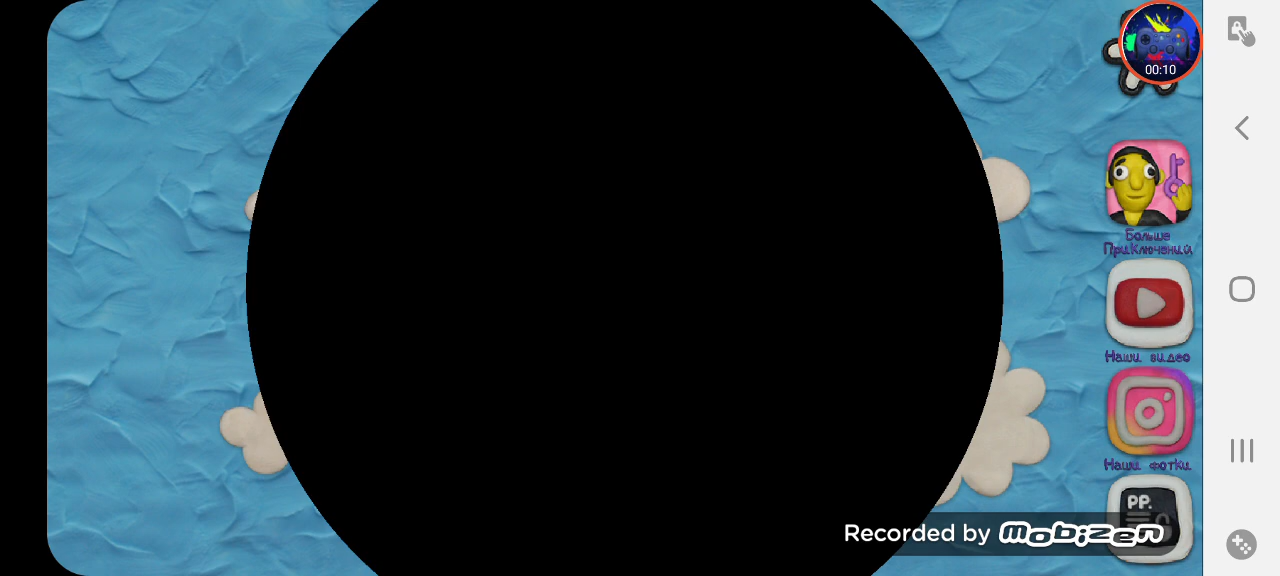 00:10
Больше
Приключений
Наши видео
Наши фотки
PP.
Recorded by Mobizen